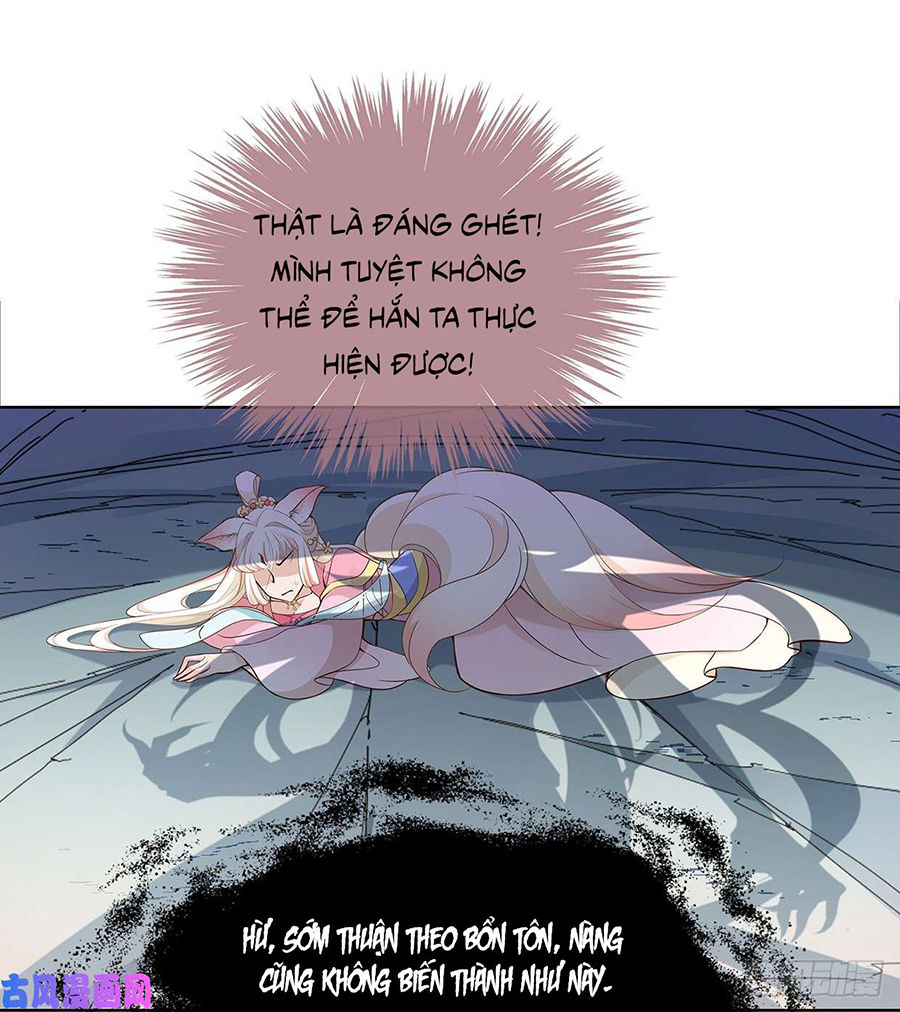 THẬT LÀ ĐÁNG GHÉT!
MÌNH TUYỆT KHÔNG
THỂ ĐỂ HẮN TA THỰC
HIỆN ĐƯỢC!
HỪ, SỚM THUẬN THEO BỔN TÔN, NÀNG
CŨNG KHÔNG BIẾN THÀNH NHƯ NÀY.
古风漫画网